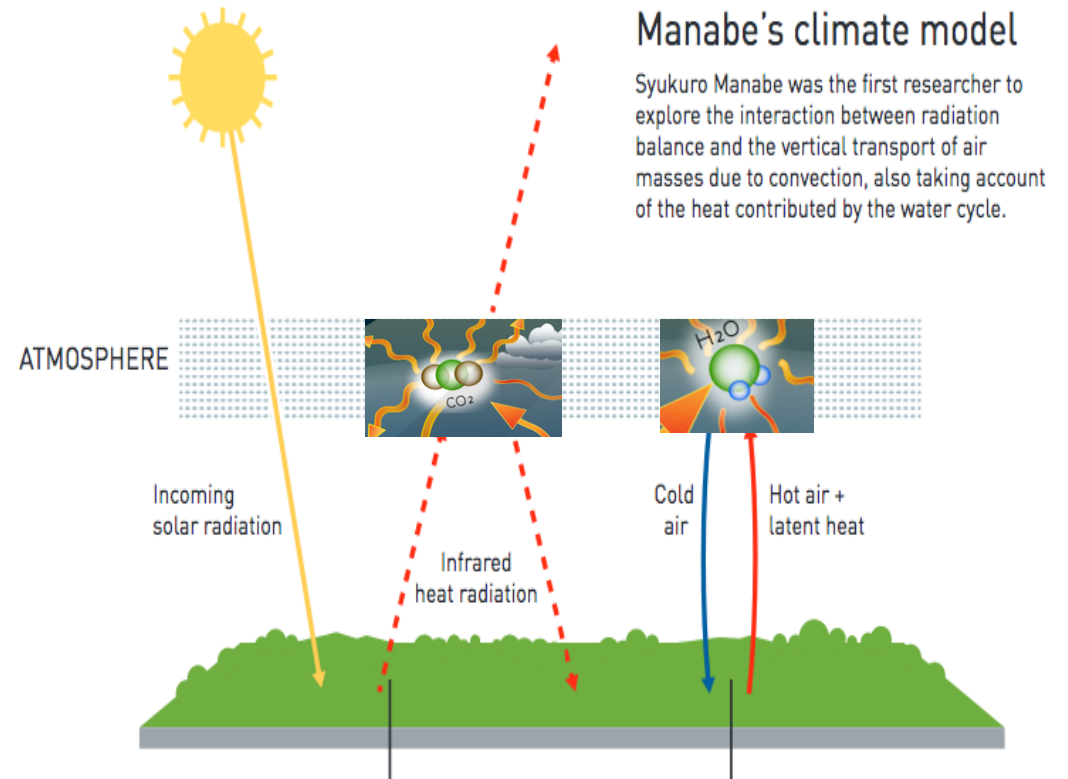 Manabe's climate model
Syukuro Manabe was the first researcher to
explore the interaction between radiation
balance and the vertical transport of air
masses due to convection, also taking account
of the heat contributed by the water cycle.
ATMOSPHERE
CO₂
H₂O
Incoming
solar radiation
Infrared
heat radiation
Cold
air
Hot air +
latent heat